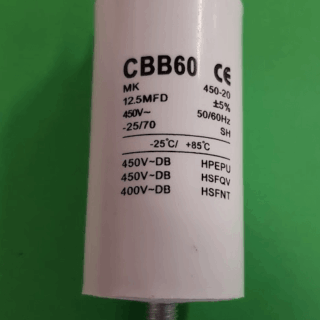 CBB60 CE
MK 450-20
12.5MFD ±5%
450V~ 50/60Hz
-25/70 SH
-25°C/ +85°C
450V~DB HPEPU
450V~DB HSFQV
400V~DB HSFNT